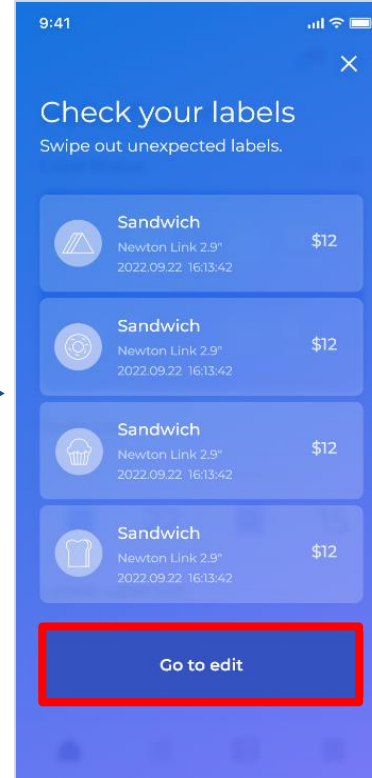 9:41
Check your labels
Swipe out unexpected labels.
Sandwich
Newton Link 2.9"
2022.09.22 16:13:42
$12
Sandwich
Newton Link 2.9"
2022.09.22 16:13:42
$12
Sandwich
Newton Link 2.9"
2022.09.22 16:13:42
$12
Sandwich
Newton Link 2.9"
2022.09.22 16:13:42
$12
Go to edit